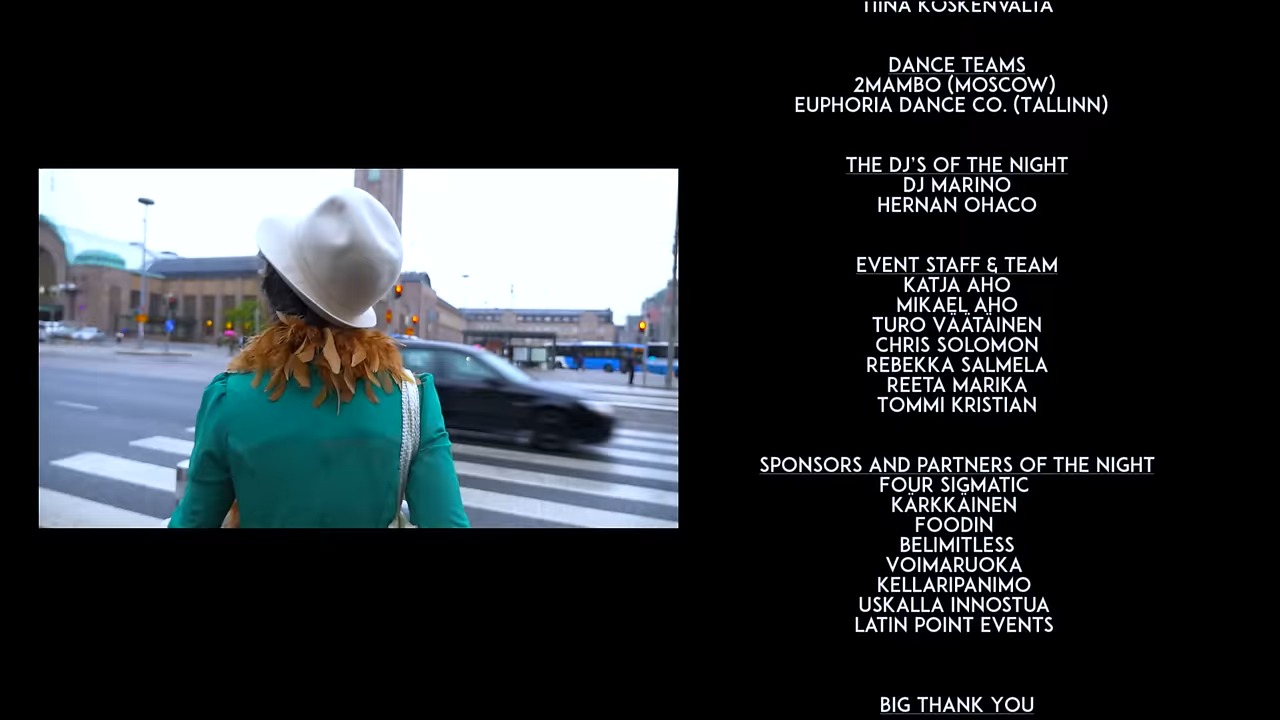 TIINA KOSKENVALTA
DANCE TEAMS
2MAMBO (MOSCOW)
EUPHORIA DANCE CO. (TALLINN)
THE DJ'S OF THE NIGHT
DJ MARINO
HERNAN OHACO
EVENT STAFF & TEAM
KATJA AHO
MIKAEL AHO
TURO VÄÄTÄINEN
CHRIS SOLOMON
REBEKKA SALMELA
REETA MARIKA
TOMMI KRISTIAN
SPONSORS AND PARTNERS OF THE NIGHT
FOUR SIGMATIC
KÄRKKÄINEN
FOODIN
BELIMITLESS
VOIMARUOKA
KELLARIPANIMO
USKALLA INNOSTUA
LATIN POINT EVENTS
BIG THANK YOU